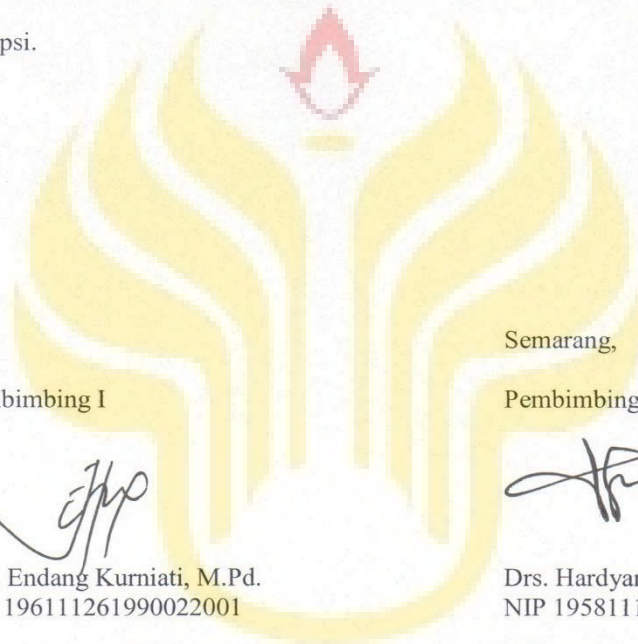 psi.
Semarang,
bimbing I
Pembimbing
Endang Kurniati, M.Pd.
196111261990022001
Drs. Hardyar
NIP 1958111